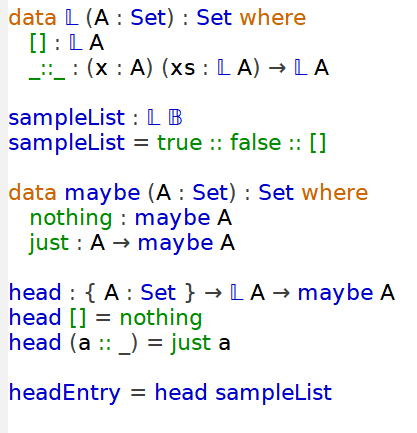 data 𝕃 (A : Set) : Set where
   [] : 𝕃 A
   _::_ : (x : A) (xs : 𝕃 A) → 𝕃 A

sampleList : 𝕃 𝔹
sampleList = true :: false :: []

data maybe (A : Set) : Set where
   nothing : maybe A
   just : A → maybe A

head : { A : Set } → 𝕃 A → maybe A
head [] = nothing
head (a :: _) = just a

headEntry = head sampleList